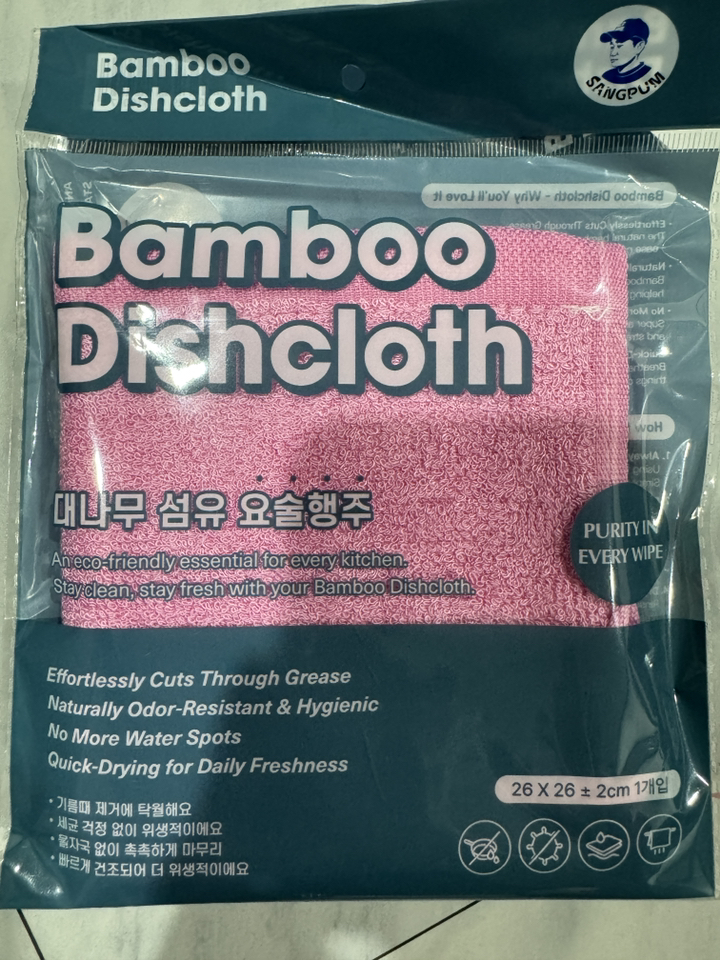 Bamboo
Dishcloth
SANGPUM
Bamboo Dishcloth - Why You'll Love It
Bamboo
Dishcloth
대나무 섬유 요술행주
An eco-friendly essential for every kitchen.
Stay clean, stay fresh with your Bamboo Dishcloth.
PURITY IN
EVERY WIPE
Effortlessly Cuts Through Grease
Naturally Odor-Resistant & Hygienic
No More Water Spots
Quick-Drying for Daily Freshness
26 X 26 ± 2cm 1개입
• 기름때 제거에 탁월해요
• 세균 걱정 없이 위생적이에요
• 물자국 없이 촉촉하게 마무리
• 빠르게 건조되어 더 위생적이에요